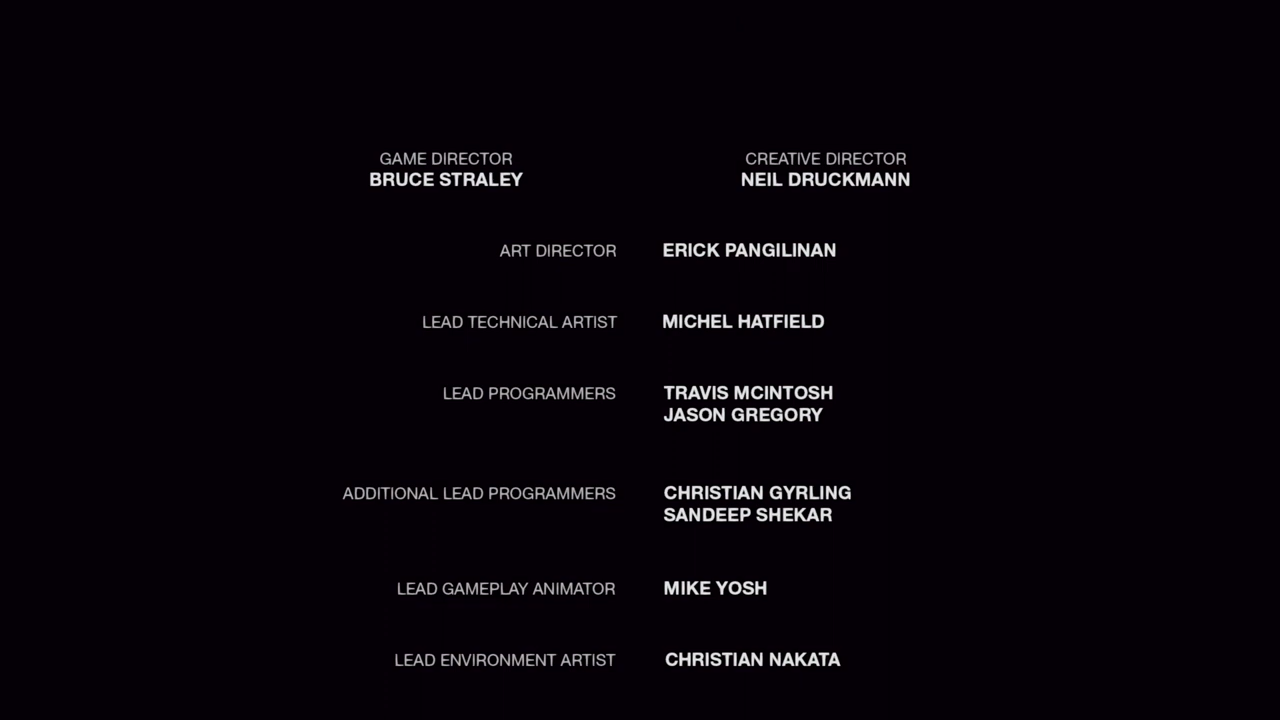 GAME DIRECTOR
BRUCE STRALEY
CREATIVE DIRECTOR
NEIL DRUCKMANN
ART DIRECTOR ERICK PANGILINAN
LEAD TECHNICAL ARTIST MICHEL HATFIELD
LEAD PROGRAMMERS TRAVIS MCINTOSH
JASON GREGORY
ADDITIONAL LEAD PROGRAMMERS CHRISTIAN GYRLING
SANDEEP SHEKAR
LEAD GAMEPLAY ANIMATOR MIKE YOSH
LEAD ENVIRONMENT ARTIST CHRISTIAN NAKATA